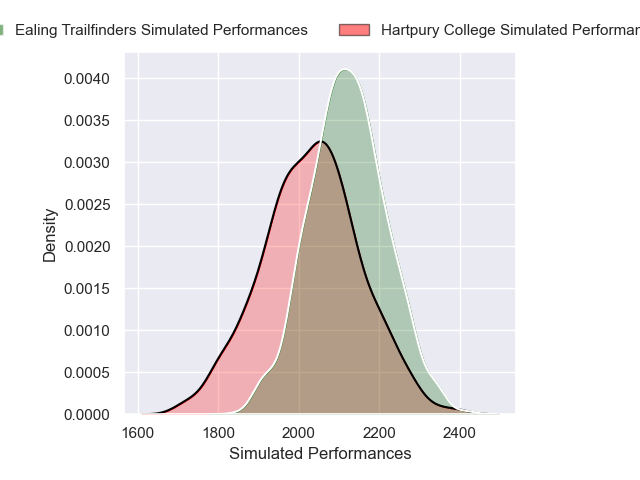 Ealing Trailfinders Simulated Performances
Hartpury College Simulated Performan
0.0040
0.0035
0.0030
0.0025
0.0020
0.0015
0.0010
0.0005
0.0000
Density
1600 1800 2000 2200 2400
Simulated Performances